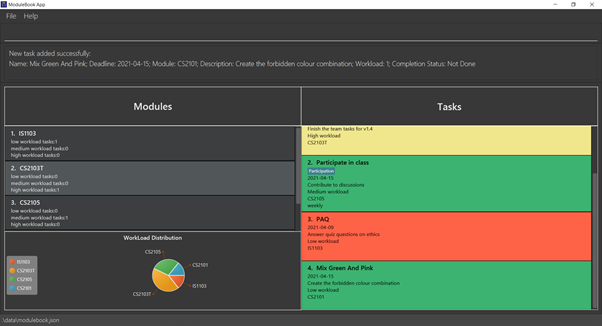 ModuleBook App
File Help
New task added successfully:
Name: Mix Green And Pink; Deadline: 2021-04-15; Module: CS2101; Description: Create the forbidden colour combination; Workload: 1; Completion Status: Not Done
Modules
1. IS1103
low workload tasks:1
medium workload tasks:0
high workload tasks:0
2. CS2103T
low workload tasks:0
medium workload tasks:0
high workload tasks:1
3. CS2105
low workload tasks:0
medium workload tasks:1
high workload tasks:0
WorkLoad Distribution
IS1103
CS2103T
CS2105
CS2101
CS2105
CS2101
IS1103
CS2103T
Tasks
Finish the team tasks for v1.4
High workload
CS2103T
2. Participate in class
Participation
2021-04-15
Contribute to discussions
Medium workload
CS2105
weekly
3. PAQ
2021-04-09
Answer quiz questions on ethics
Low workload
IS1103
4. Mix Green And Pink
2021-04-15
Create the forbidden colour combination
Low workload
CS2101
.\data\modulebook.json